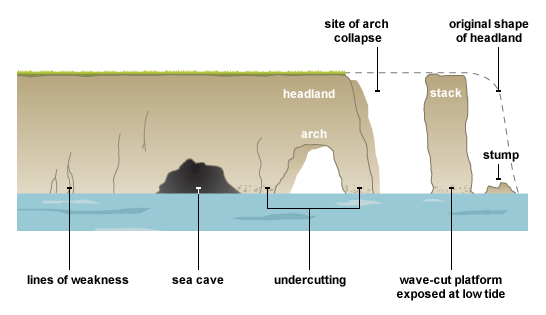 site of arch
collapse
original shape
of headland
headland
stack
arch
stump
lines of weakness
sea cave
undercutting
wave-cut platform
exposed at low tide